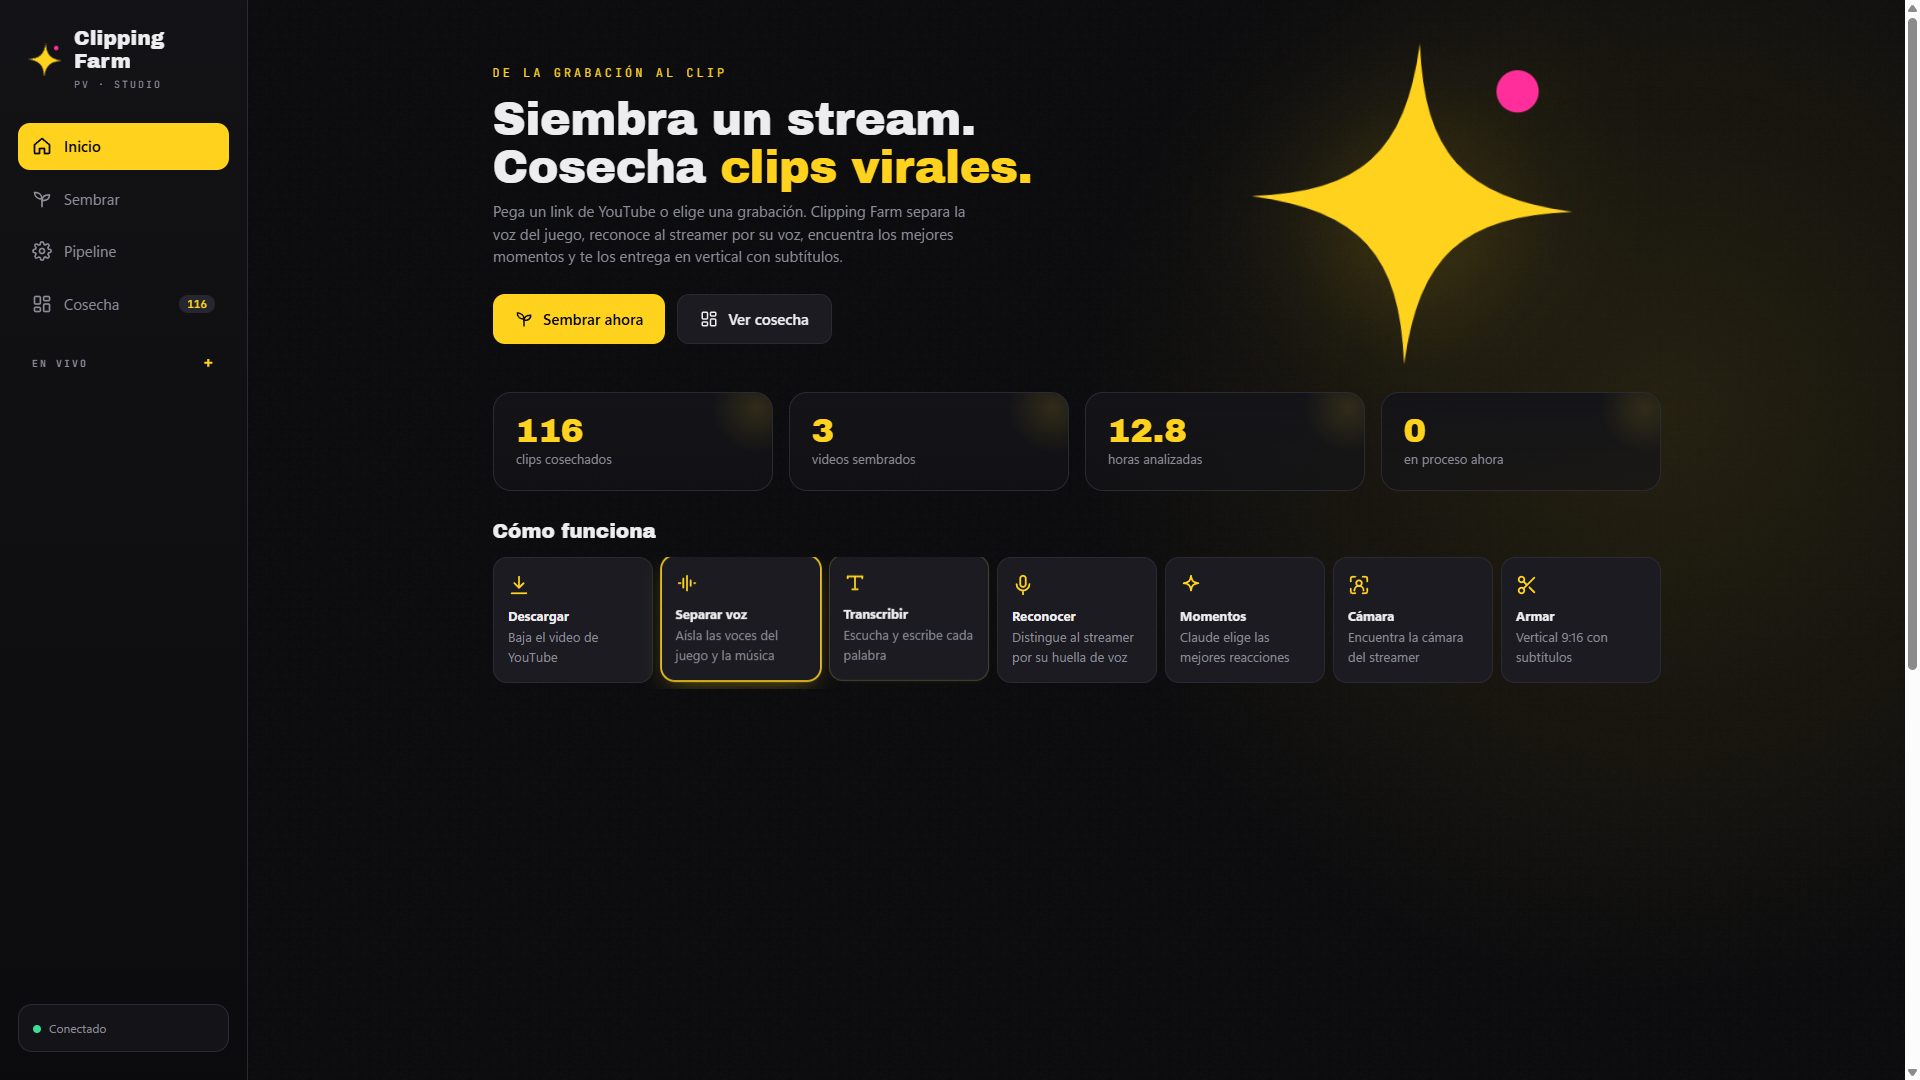 Clipping
Farm
PV · STUDIO
Inicio
Sembrar
Pipeline
Cosecha 116
EN VIVO +
Conectado
DE LA GRABACIÓN AL CLIP
Siembra un stream.
Cosecha clips virales.
Pega un link de YouTube o elige una grabación. Clipping Farm separa la
voz del juego, reconoce al streamer por su voz, encuentra los mejores
momentos y te los entrega en vertical con subtítulos.
Sembrar ahora
Ver cosecha
116
clips cosechados
3
videos sembrados
12.8
horas analizadas
0
en proceso ahora
Cómo funciona
Descargar
Baja el video de
YouTube
Separar voz
Aísla las voces del
juego y la música
Transcribir
Escucha y escribe cada
palabra
Reconocer
Distingue al streamer
por su huella de voz
Momentos
Claude elige las
mejores reacciones
Cámara
Encuentra la cámara
del streamer
Armar
Vertical 9:16 con
subtítulos